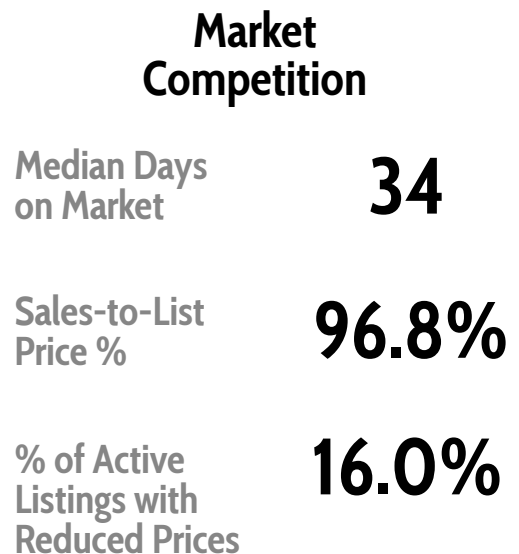 Market
Competition
Median Days
on Market
34
Sales-to-List
Price %
96.8%
% of Active
Listings with
Reduced Prices
16.0%